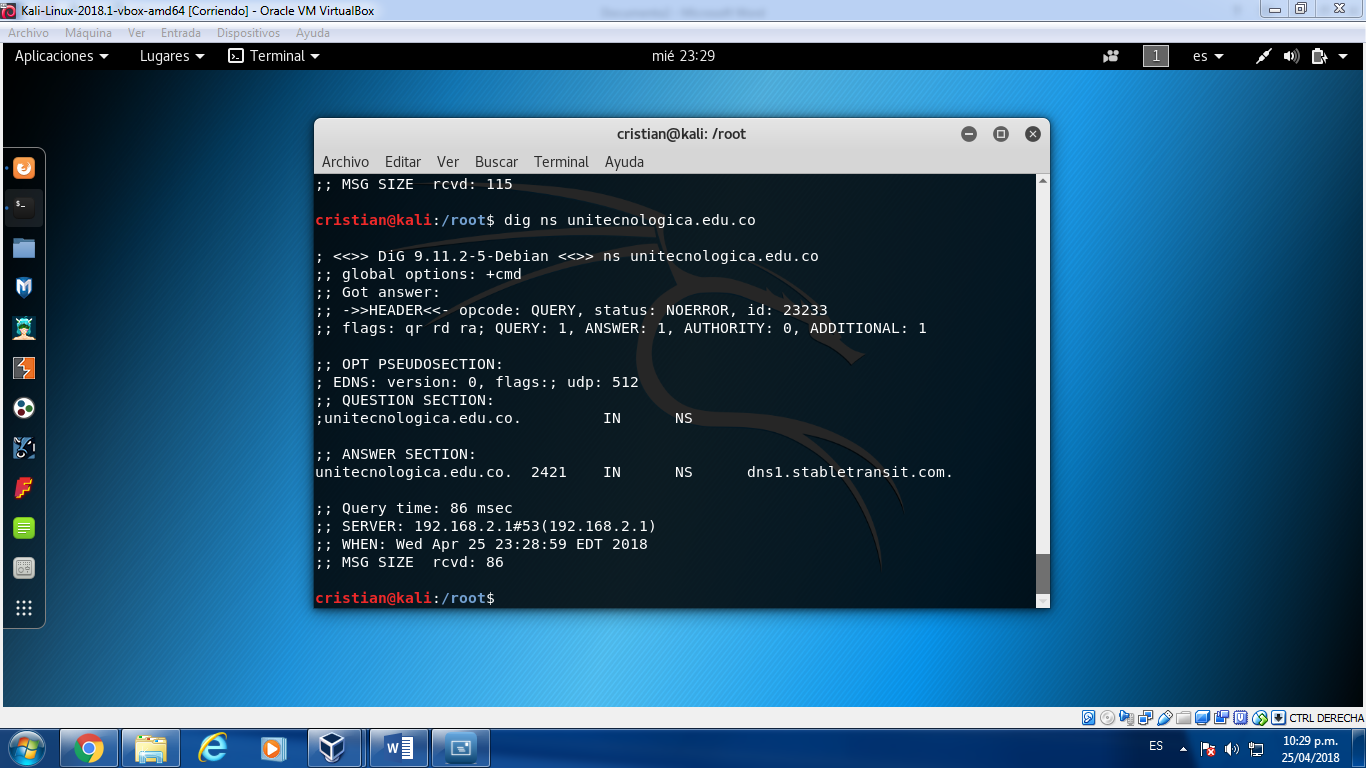 Kali-Linux-2018.1-vbox-amd64 [Corriendo] - Oracle VM VirtualBox
Archivo Máquina Ver Entrada Dispositivos Ayuda
Aplicaciones Lugares Terminal mié 23:29 1 es
cristian@kali: /root
Archivo Editar Ver Buscar Terminal Ayuda
;; MSG SIZE  rcvd: 115
cristian@kali:/root$ dig ns unitecnologica.edu.co
; <<>> DiG 9.11.2-5-Debian <<>> ns unitecnologica.edu.co
;; global options: +cmd
;; Got answer:
;; ->>HEADER<<- opcode: QUERY, status: NOERROR, id: 23233
;; flags: qr rd ra; QUERY: 1, ANSWER: 1, AUTHORITY: 0, ADDITIONAL: 1
;; OPT PSEUDOSECTION:
; EDNS: version: 0, flags:; udp: 512
;; QUESTION SECTION:
;unitecnologica.edu.co. IN NS
;; ANSWER SECTION:
unitecnologica.edu.co. 2421 IN NS dns1.stabletransit.com.
;; Query time: 86 msec
;; SERVER: 192.168.2.1#53(192.168.2.1)
;; WHEN: Wed Apr 25 23:28:59 EDT 2018
;; MSG SIZE  rcvd: 86
cristian@kali:/root$
CTRL DERECHA
ES 10:29 p.m.
25/04/2018